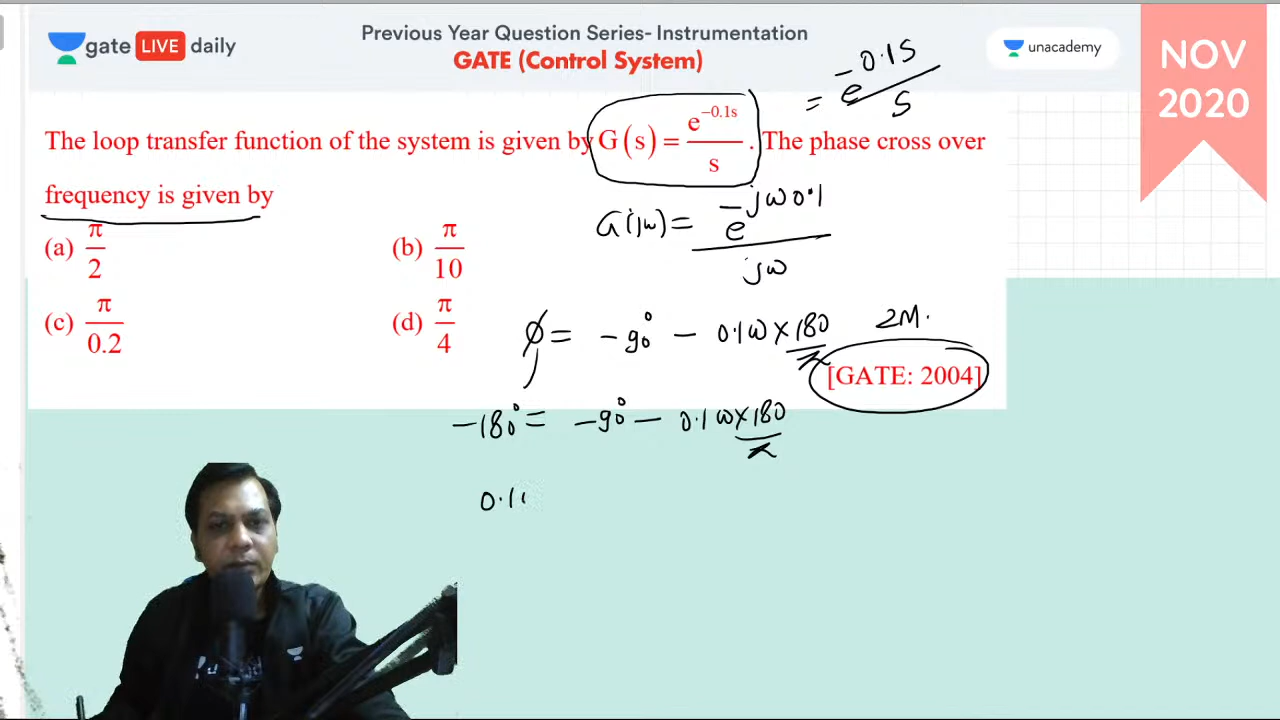 gate LIVE daily
Previous Year Question Series- Instrumentation
GATE (Control System)
unacademy
NOV
2020
= e^{-0.1s}/s
The loop transfer function of the system is given by G(s) = e^{-0.1s}/s. The phase cross over
frequency is given by
G(jω) = e^{-jω0.1}/jω
(a) π/2
(b) π/10
(c) π/0.2
(d) π/4
ϕ = -90° - 0.1ω × 180/π
2M.
[GATE: 2004]
-180° = -90° - 0.1ω × 180/π
0.1